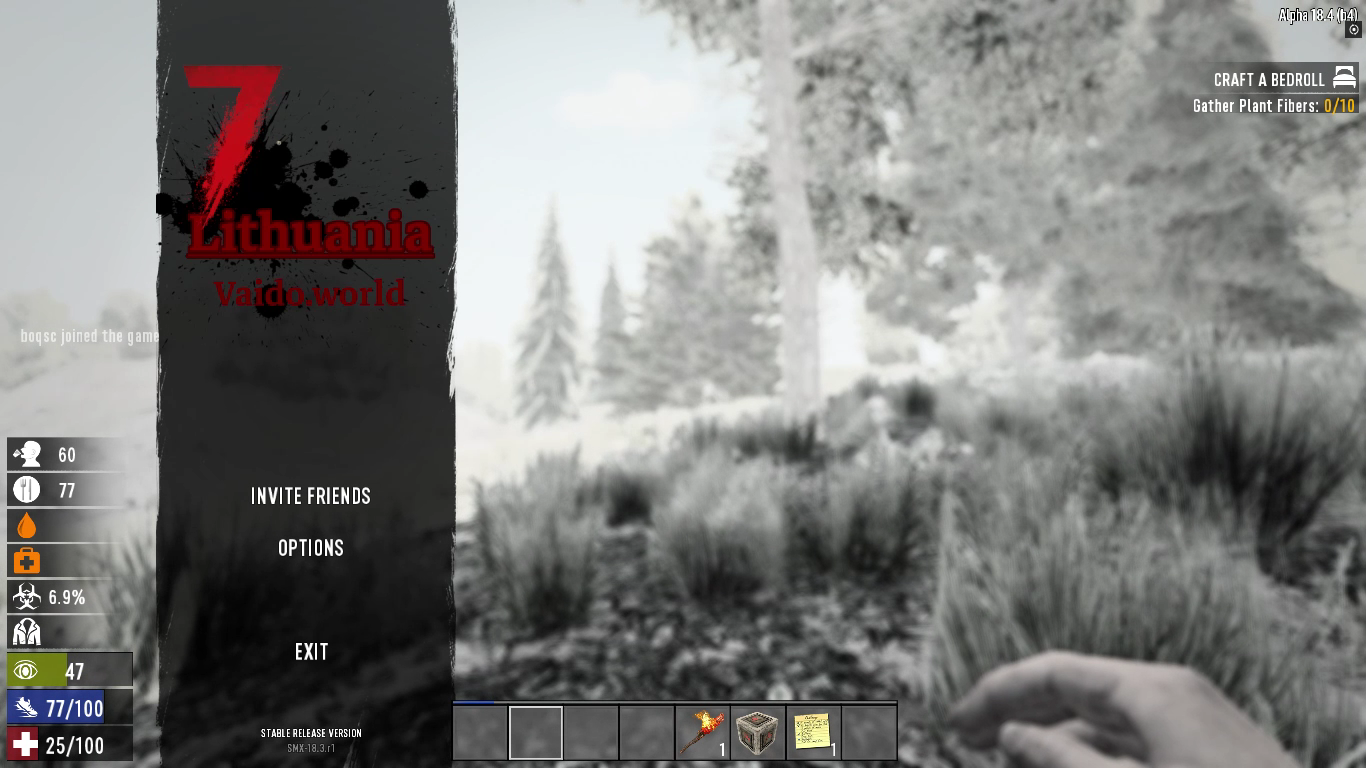 Alpha 18.4 (b4)
CRAFT A BEDROLL
Gather Plant Fibers: 0/10
7
Lithuania
Vaido.world
boqsc joined the game
60
77
6.9%
47
77/100
25/100
INVITE FRIENDS
OPTIONS
EXIT
STABLE RELEASE VERSION
SMX-18.3.r1
1
1